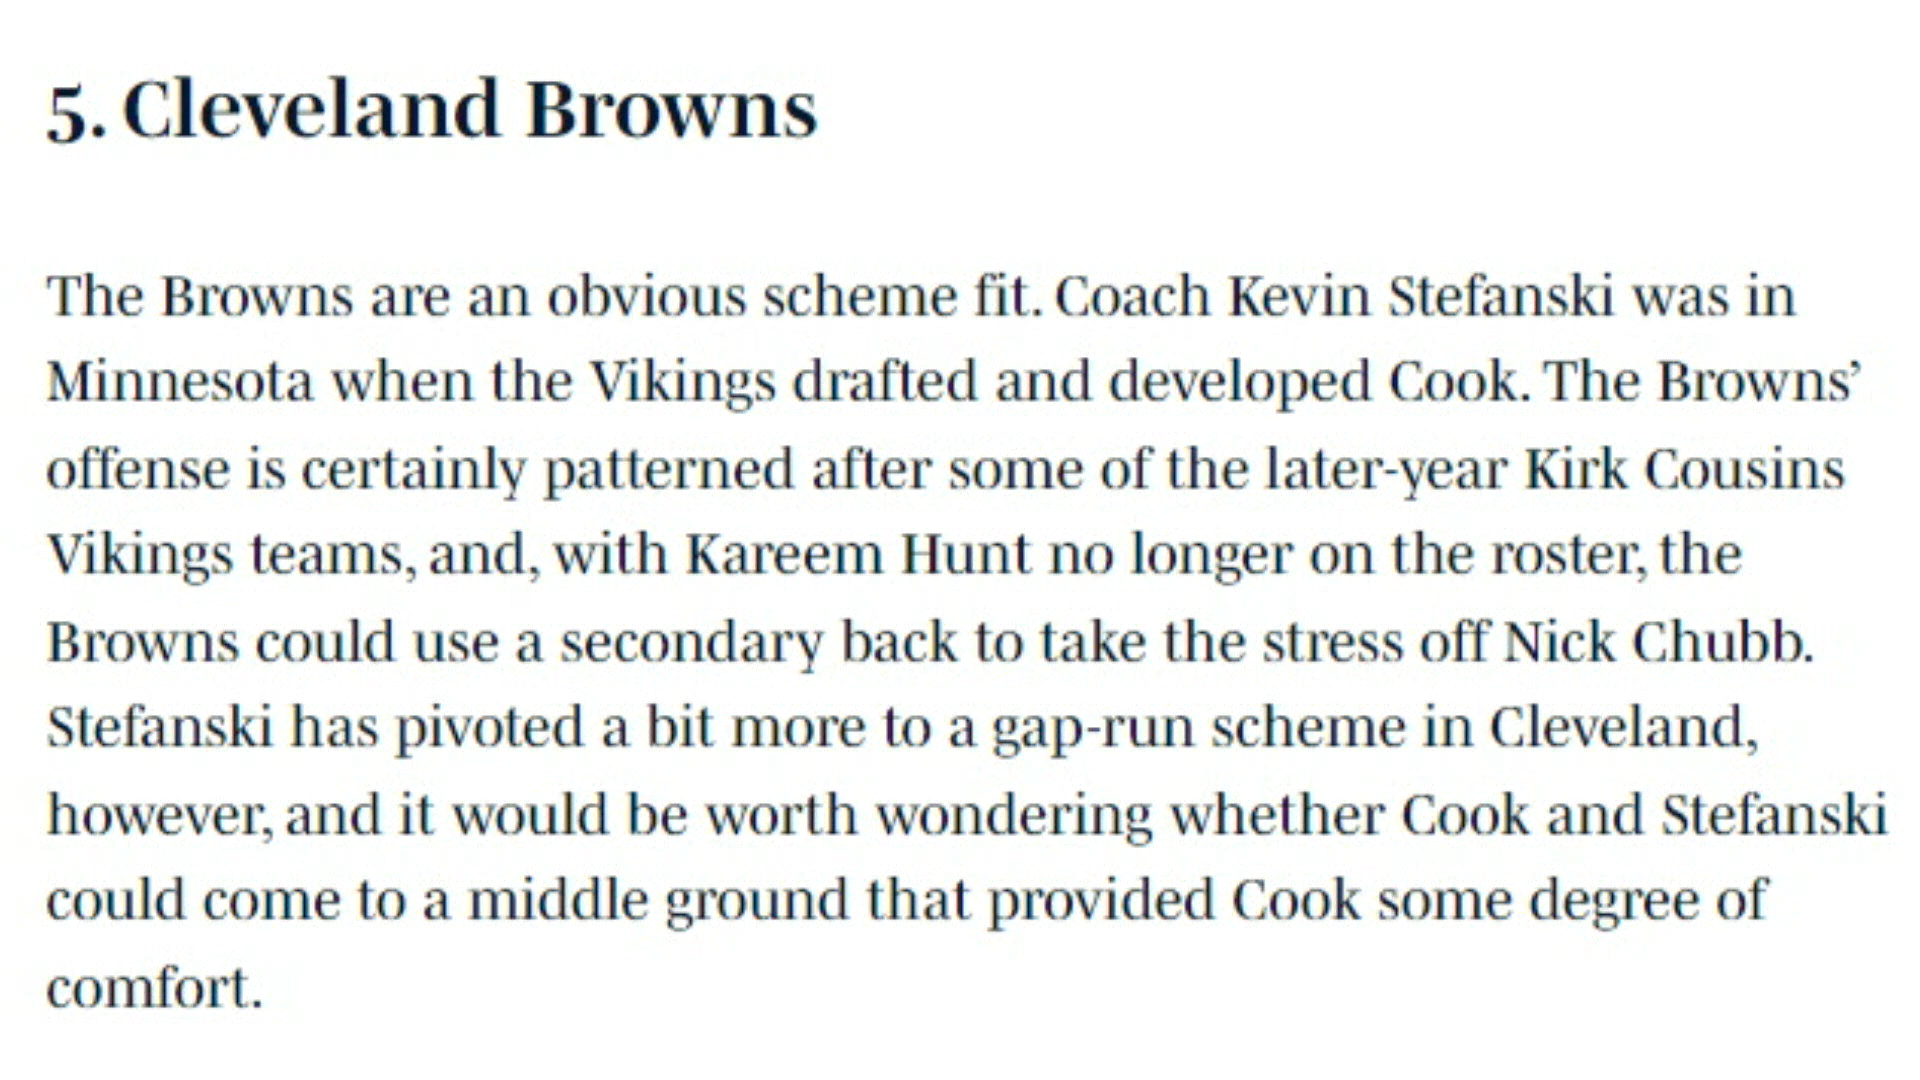 5. Cleveland Browns
The Browns are an obvious scheme fit. Coach Kevin Stefanski was in
Minnesota when the Vikings drafted and developed Cook. The Browns’
offense is certainly patterned after some of the later-year Kirk Cousins
Vikings teams, and, with Kareem Hunt no longer on the roster, the
Browns could use a secondary back to take the stress off Nick Chubb.
Stefanski has pivoted a bit more to a gap-run scheme in Cleveland,
however, and it would be worth wondering whether Cook and Stefanski
could come to a middle ground that provided Cook some degree of
comfort.